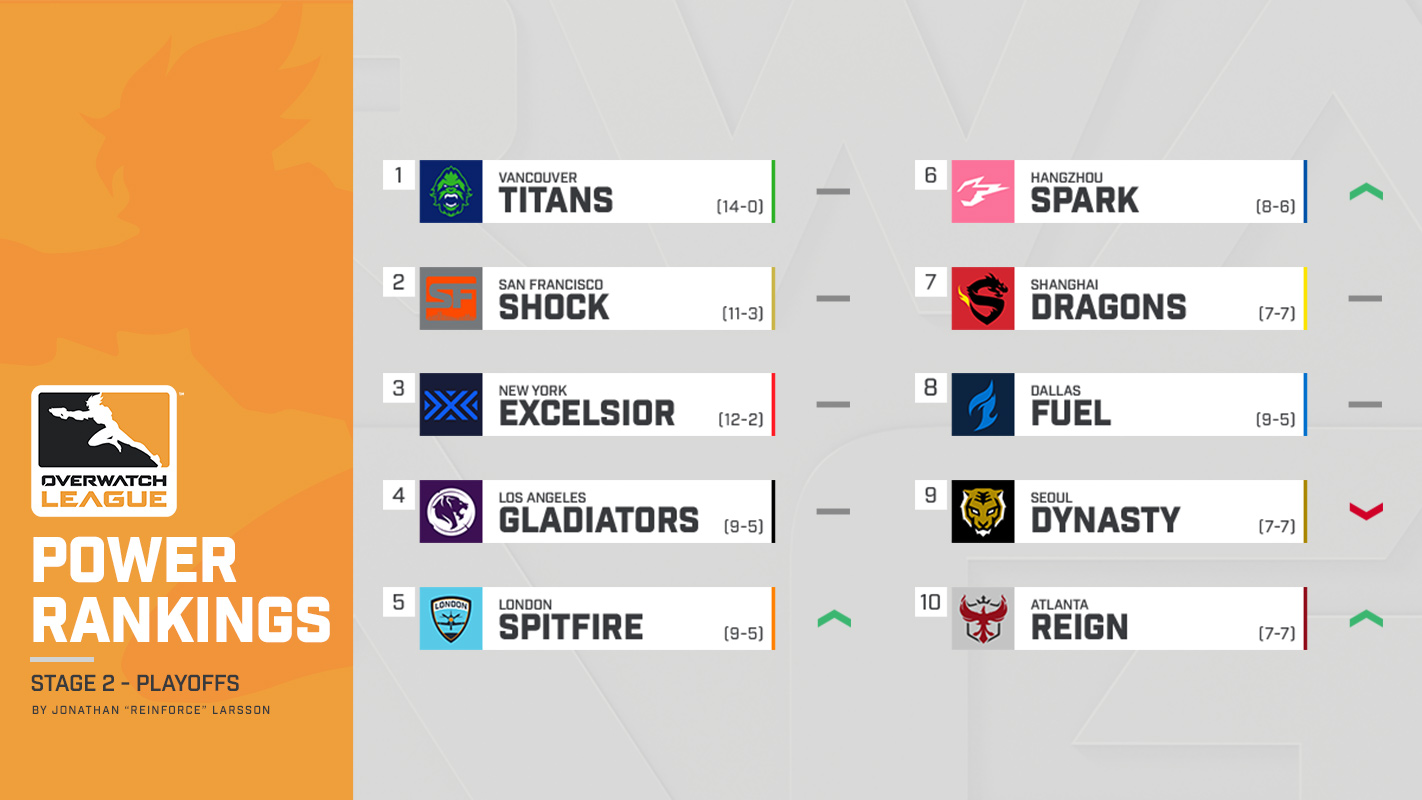 OVERWATCH
LEAGUE
™
POWER
RANKINGS
STAGE 2 – PLAYOFFS
BY JONATHAN “REINFORCE” LARSSON
1
VANCOUVER
TITANS (14-0)
2
SF
SAN FRANCISCO
SHOCK (11-3)
3
NEW YORK
EXCELSIOR (12-2)
4
LOS ANGELES
GLADIATORS (9-5)
5
LONDON
LONDON
SPITFIRE (9-5)
6
HANGZHOU
SPARK (8-6)
7
SHANGHAI
DRAGONS (7-7)
8
DALLAS
FUEL (9-5)
9
SEOUL
DYNASTY (7-7)
10
ATLANTA
REIGN (7-7)